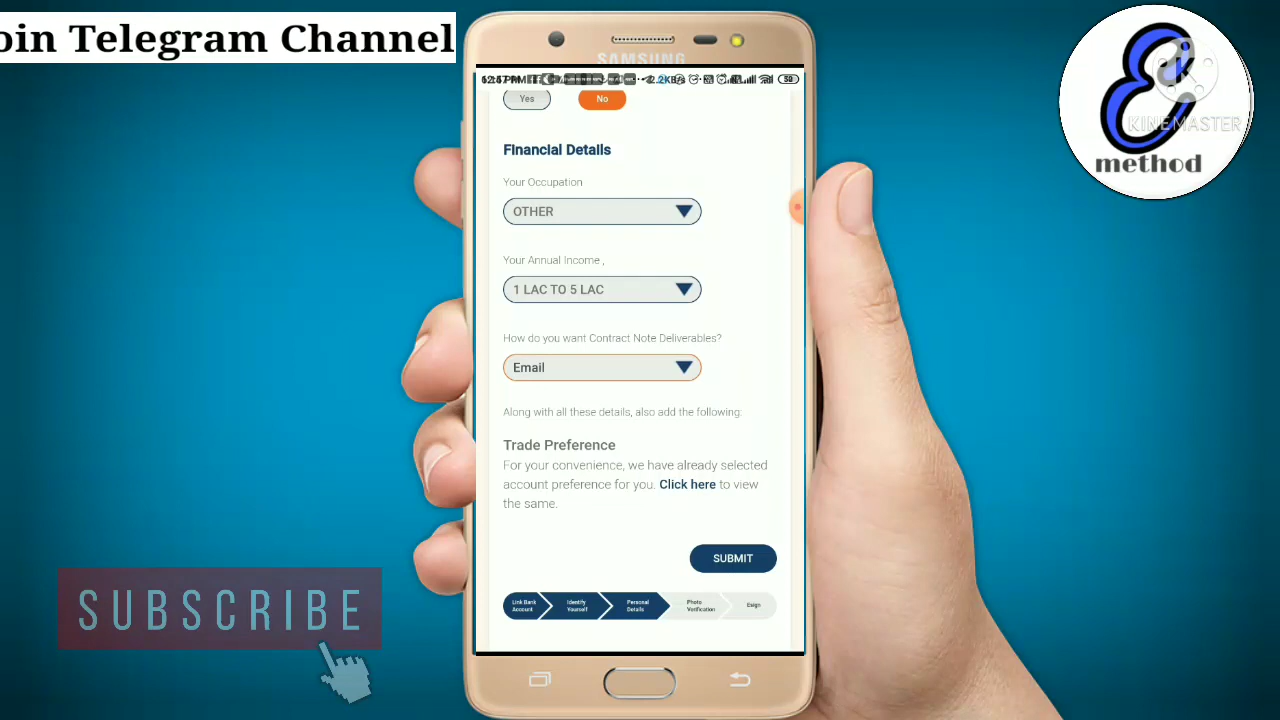 oin Telegram Channel
SAMSUNG
KINEMASTER
method
Yes
No
Financial Details
Your Occupation
OTHER
Your Annual Income ,
1 LAC TO 5 LAC
How do you want Contract Note Deliverables?
Email
Along with all these details, also add the following:
Trade Preference
For your convenience, we have already selected
account preference for you. Click here to view
the same.
SUBMIT
Link Bank
Account
Identify
Yourself
Personal
Details
Photo
Verification
Esign
SUBSCRIBE